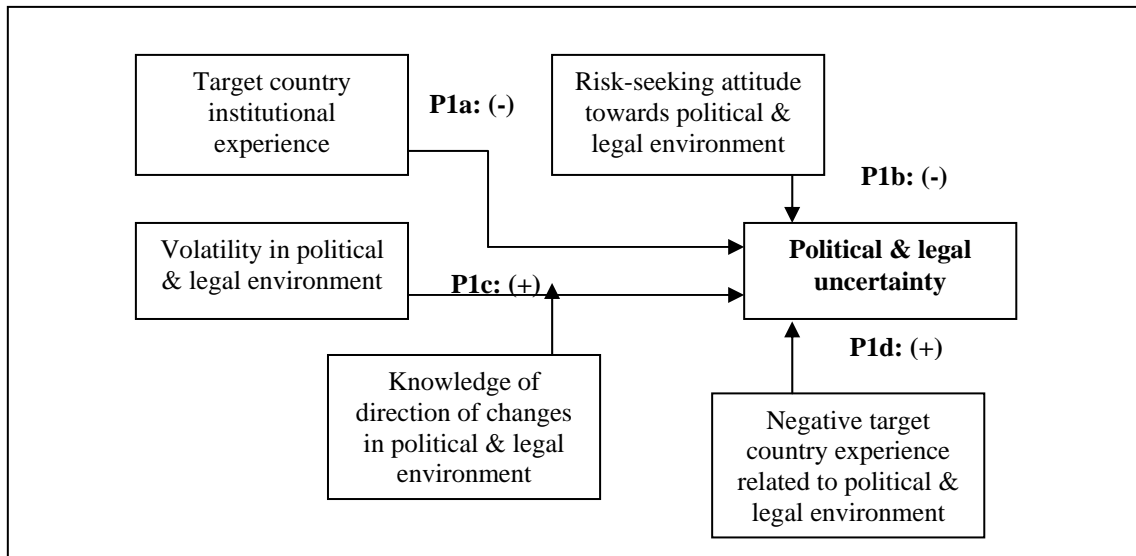 Target country
institutional
experience
P1a: (-)
Risk-seeking attitude
towards political &
legal environment
P1b: (-)
Volatility in political
& legal environment
P1c: (+)
Political & legal
uncertainty
P1d: (+)
Knowledge of
direction of changes
in political & legal
environment
Negative target
country experience
related to political &
legal environment